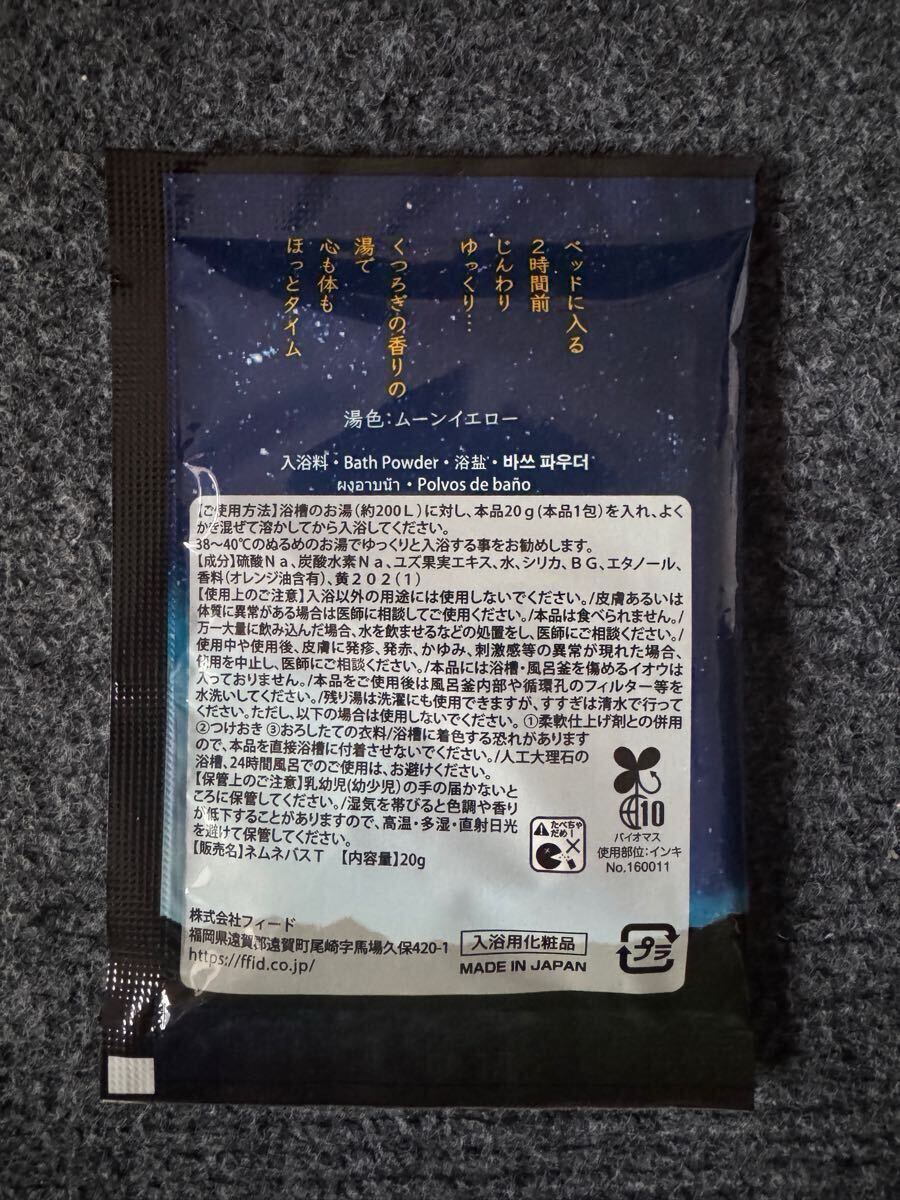 ベッドに入る
2時間前
じんわり
ゆっくり…
くつろぎの香りの
湯で
心も体も
ほっとタイム
湯色：ムーンイエロー
入浴料・Bath Powder・浴盐・바쓰 파우더
ผงอาบน้ำ・Polvos de baño
【ご使用方法】浴槽のお湯(約200L)に対し、本品20g(本品1包)を入れ、よく
かき混ぜて溶かしてから入浴してください。
38～40℃のぬるめのお湯でゆっくりと入浴する事をお勧めします。
【成分】硫酸Na、炭酸水素Na、ユズ果実エキス、水、シリカ、BG、エタノール、
香料(オレンジ油含有)、黄202(1)
【使用上のご注意】入浴以外の用途には使用しないでください。/皮膚あるいは
体質に異常がある場合は医師に相談してご使用ください。/本品は食べられません。/
万一大量に飲み込んだ場合、水を飲ませるなどの処置をし、医師にご相談ください。/
使用中や使用後、皮膚に発疹、発赤、かゆみ、刺激感等の異常が現れた場合、
使用を中止し、医師にご相談ください。/本品には浴槽・風呂釜を傷めるイオウは
入っておりません。/本品をご使用後は風呂釜内部や循環孔のフィルター等を
水洗いしてください。/残り湯は洗濯にも使用できますが、すすぎは清水で行って
ください。ただし、以下の場合は使用しないでください。①柔軟仕上げ剤との併用
②つけおき ③おろしたての衣料/浴槽に着色する恐れがあります
ので、本品を直接浴槽に付着させないでください。/人工大理石の
浴槽、24時間風呂でのご使用は、お避けください。
【保管上のご注意】乳幼児(幼少児)の手の届かないと
ころに保管してください。/湿気を帯びると色調や香り
が低下することがありますので、高温・多湿・直射日光
を避けて保管してください。
【販売名】ネムネバスT 【内容量】20g
たべちゃ
だめー!
10
バイオマス
使用部位：インキ
No.160011
株式会社フィード
福岡県遠賀郡遠賀町尾崎字馬場久保420-1
https://ffid.co.jp/
入浴用化粧品
MADE IN JAPAN
プラ